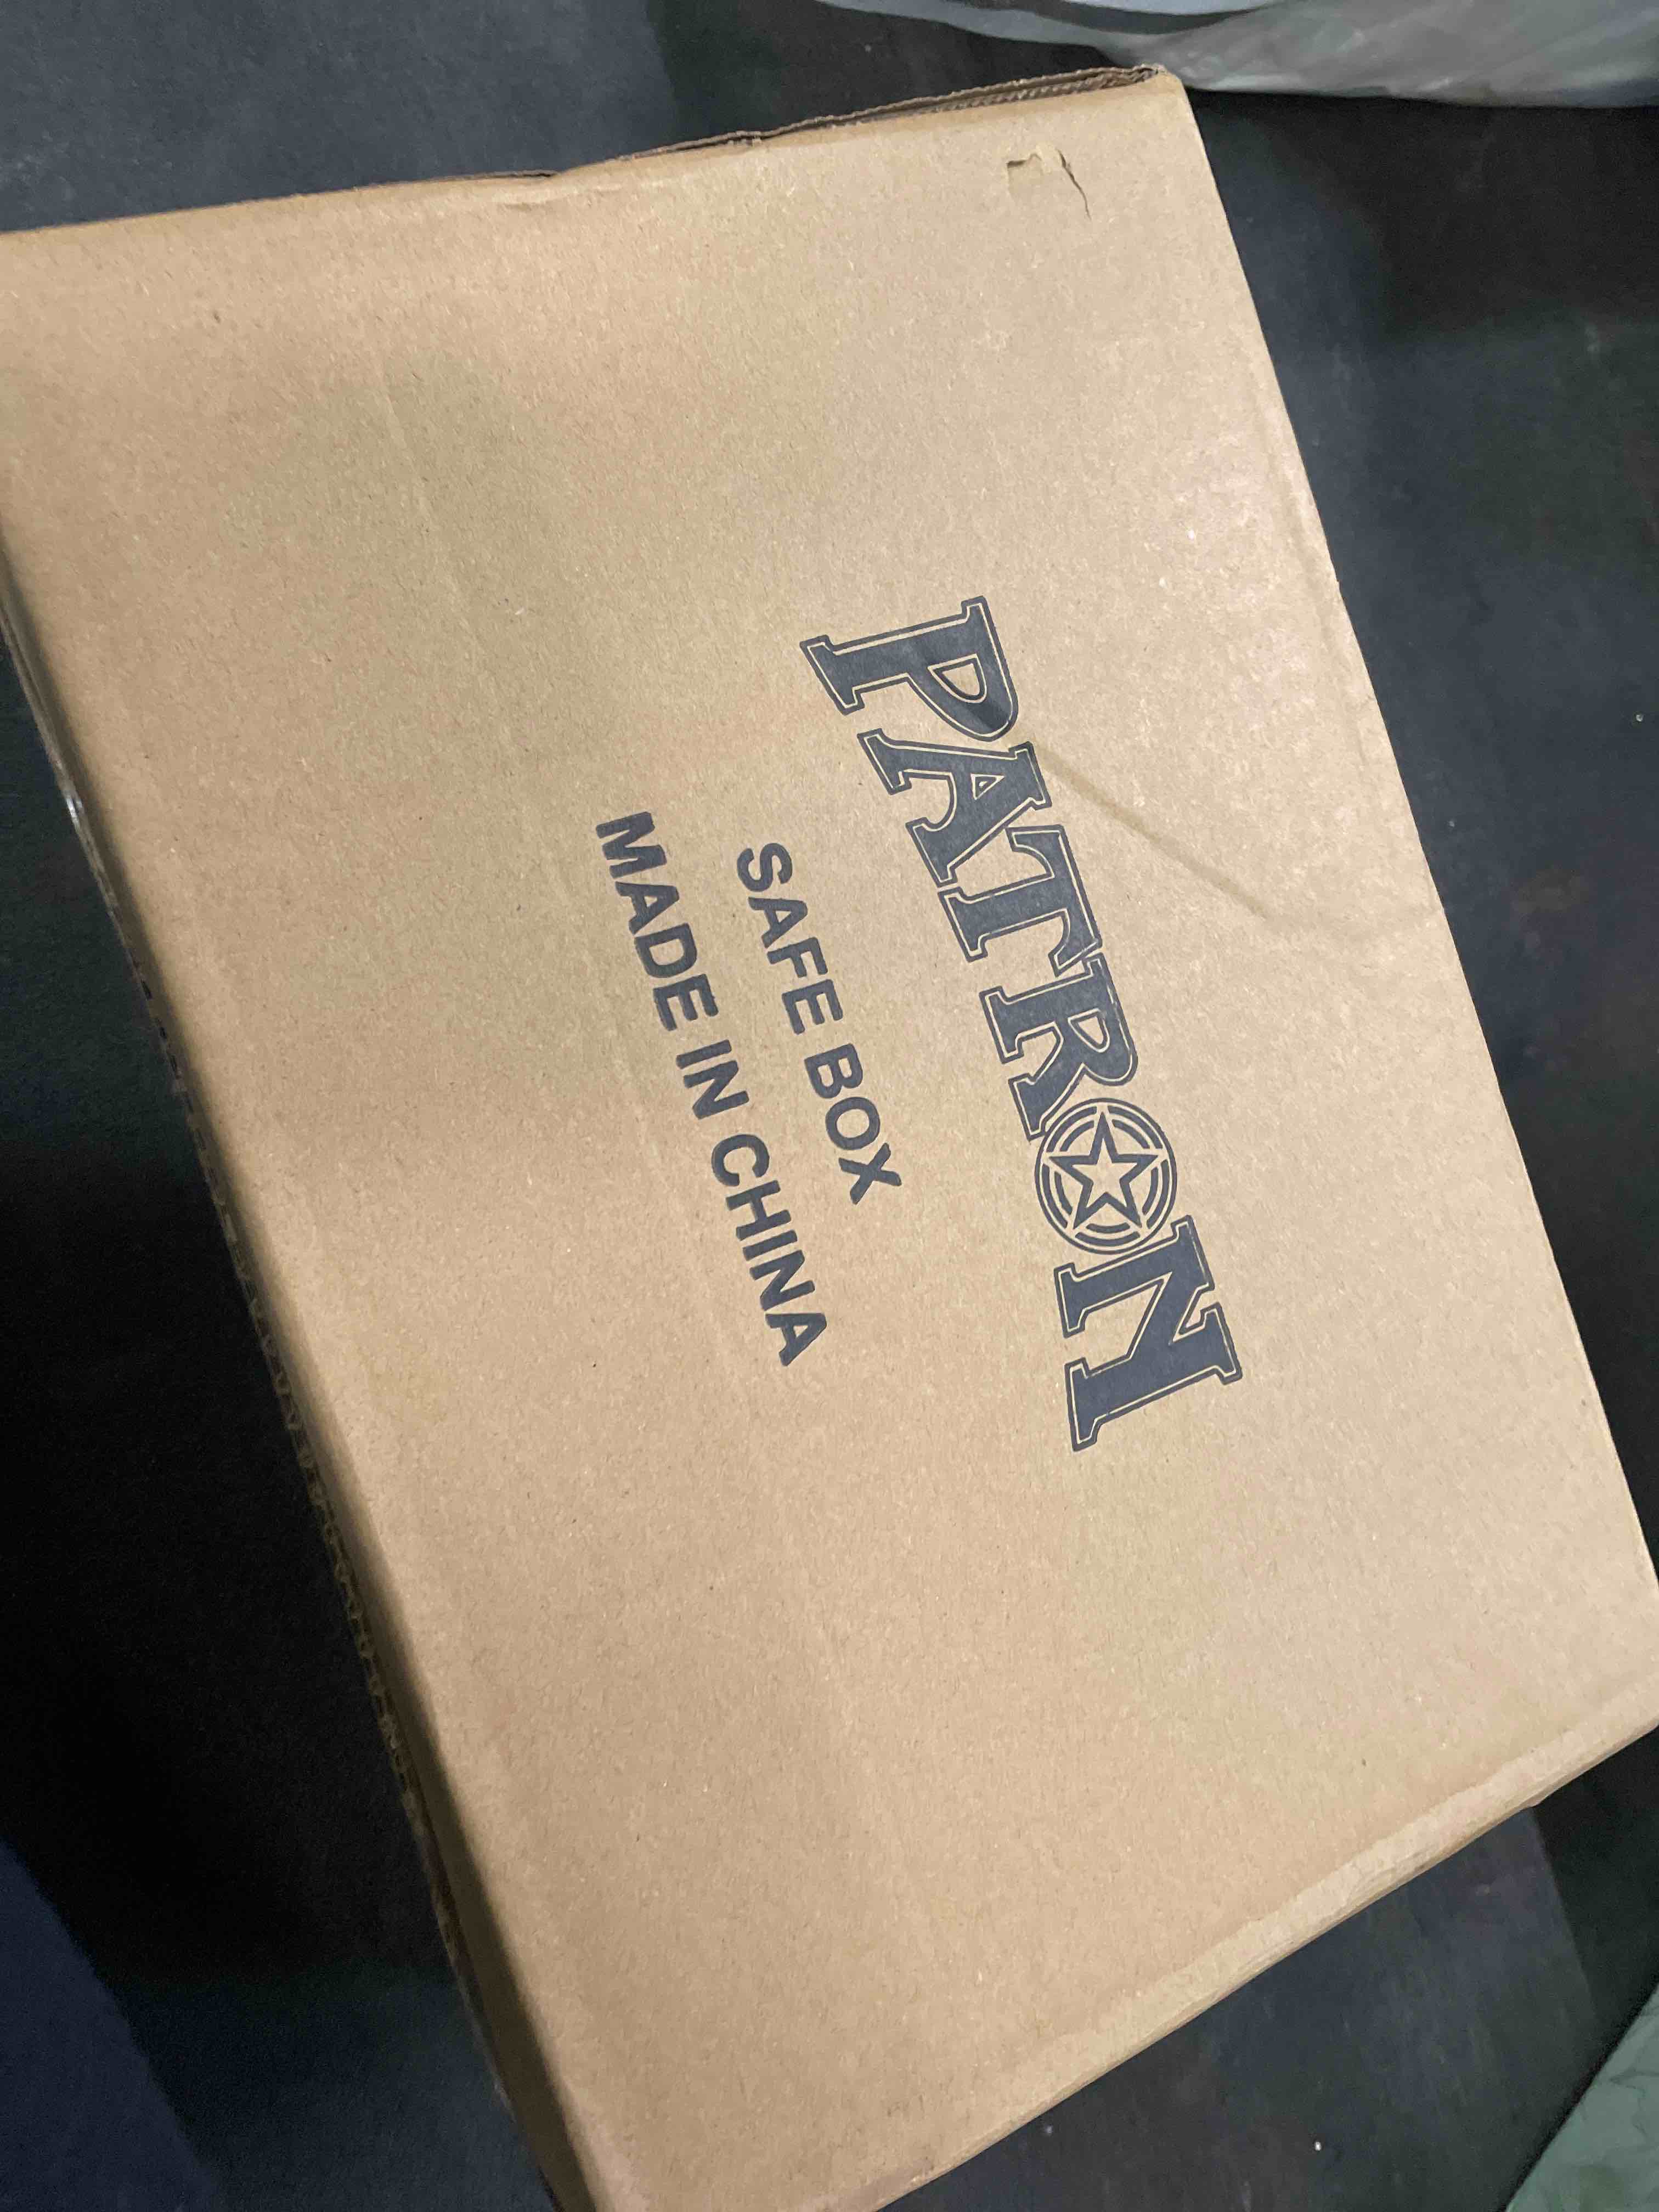 PATRON
SAFE BOX
MADE IN CHINA